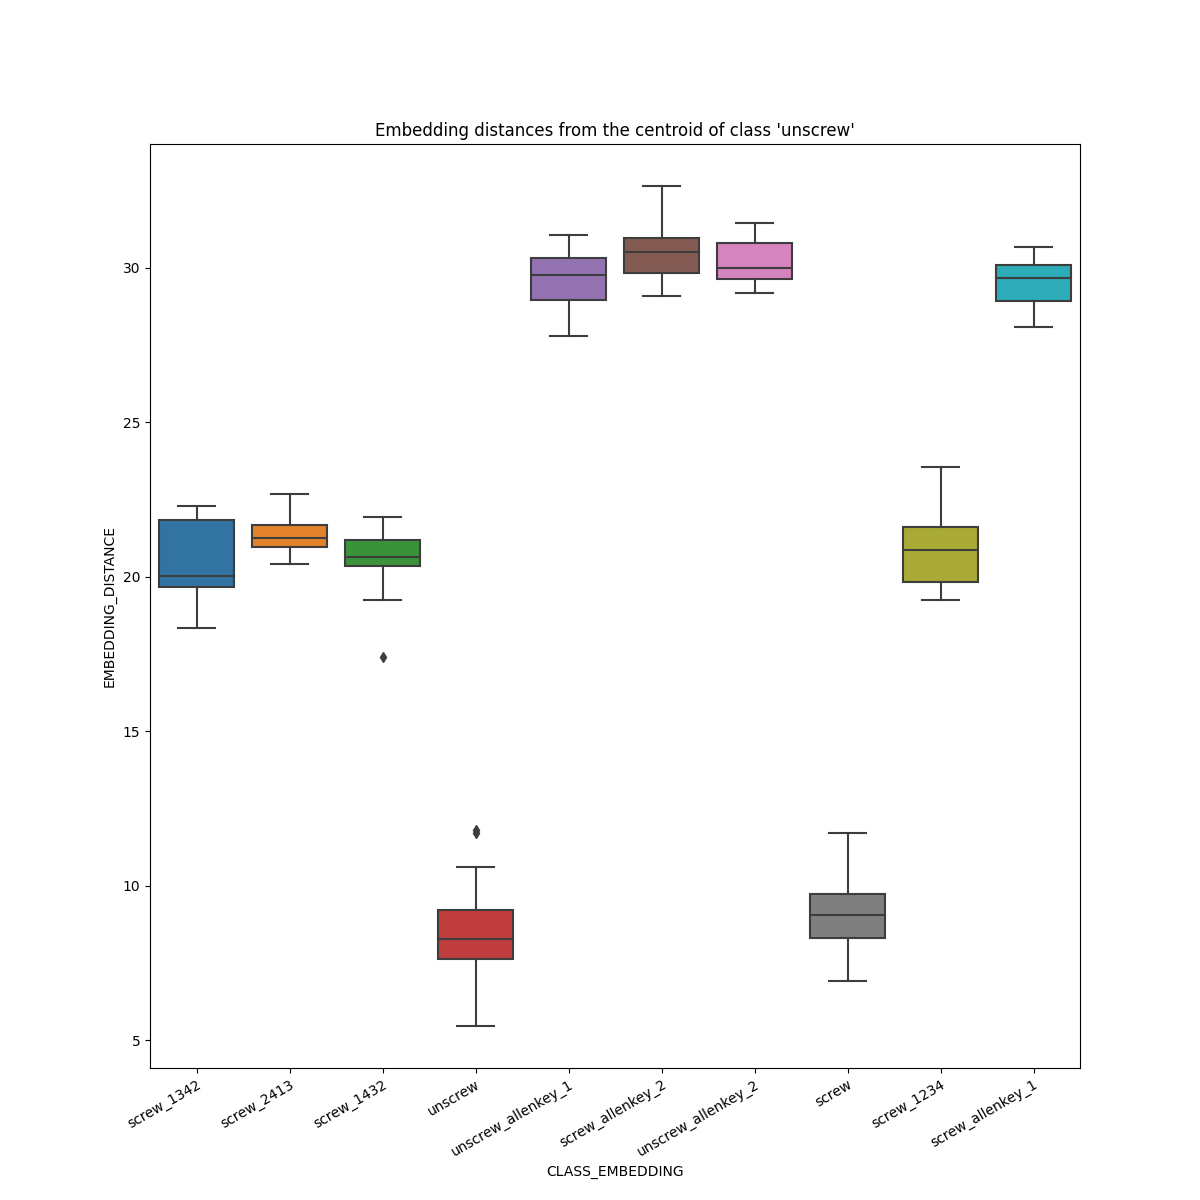 Embedding distances from the centroid of class 'unscrew'
EMBEDDING_DISTANCE
30
25
20
15
10
5
screw_1342
screw_2413
screw_1432
unscrew
unscrew_allenkey_1
screw_allenkey_2
unscrew_allenkey_2
screw
screw_1234
screw_allenkey_1
CLASS_EMBEDDING